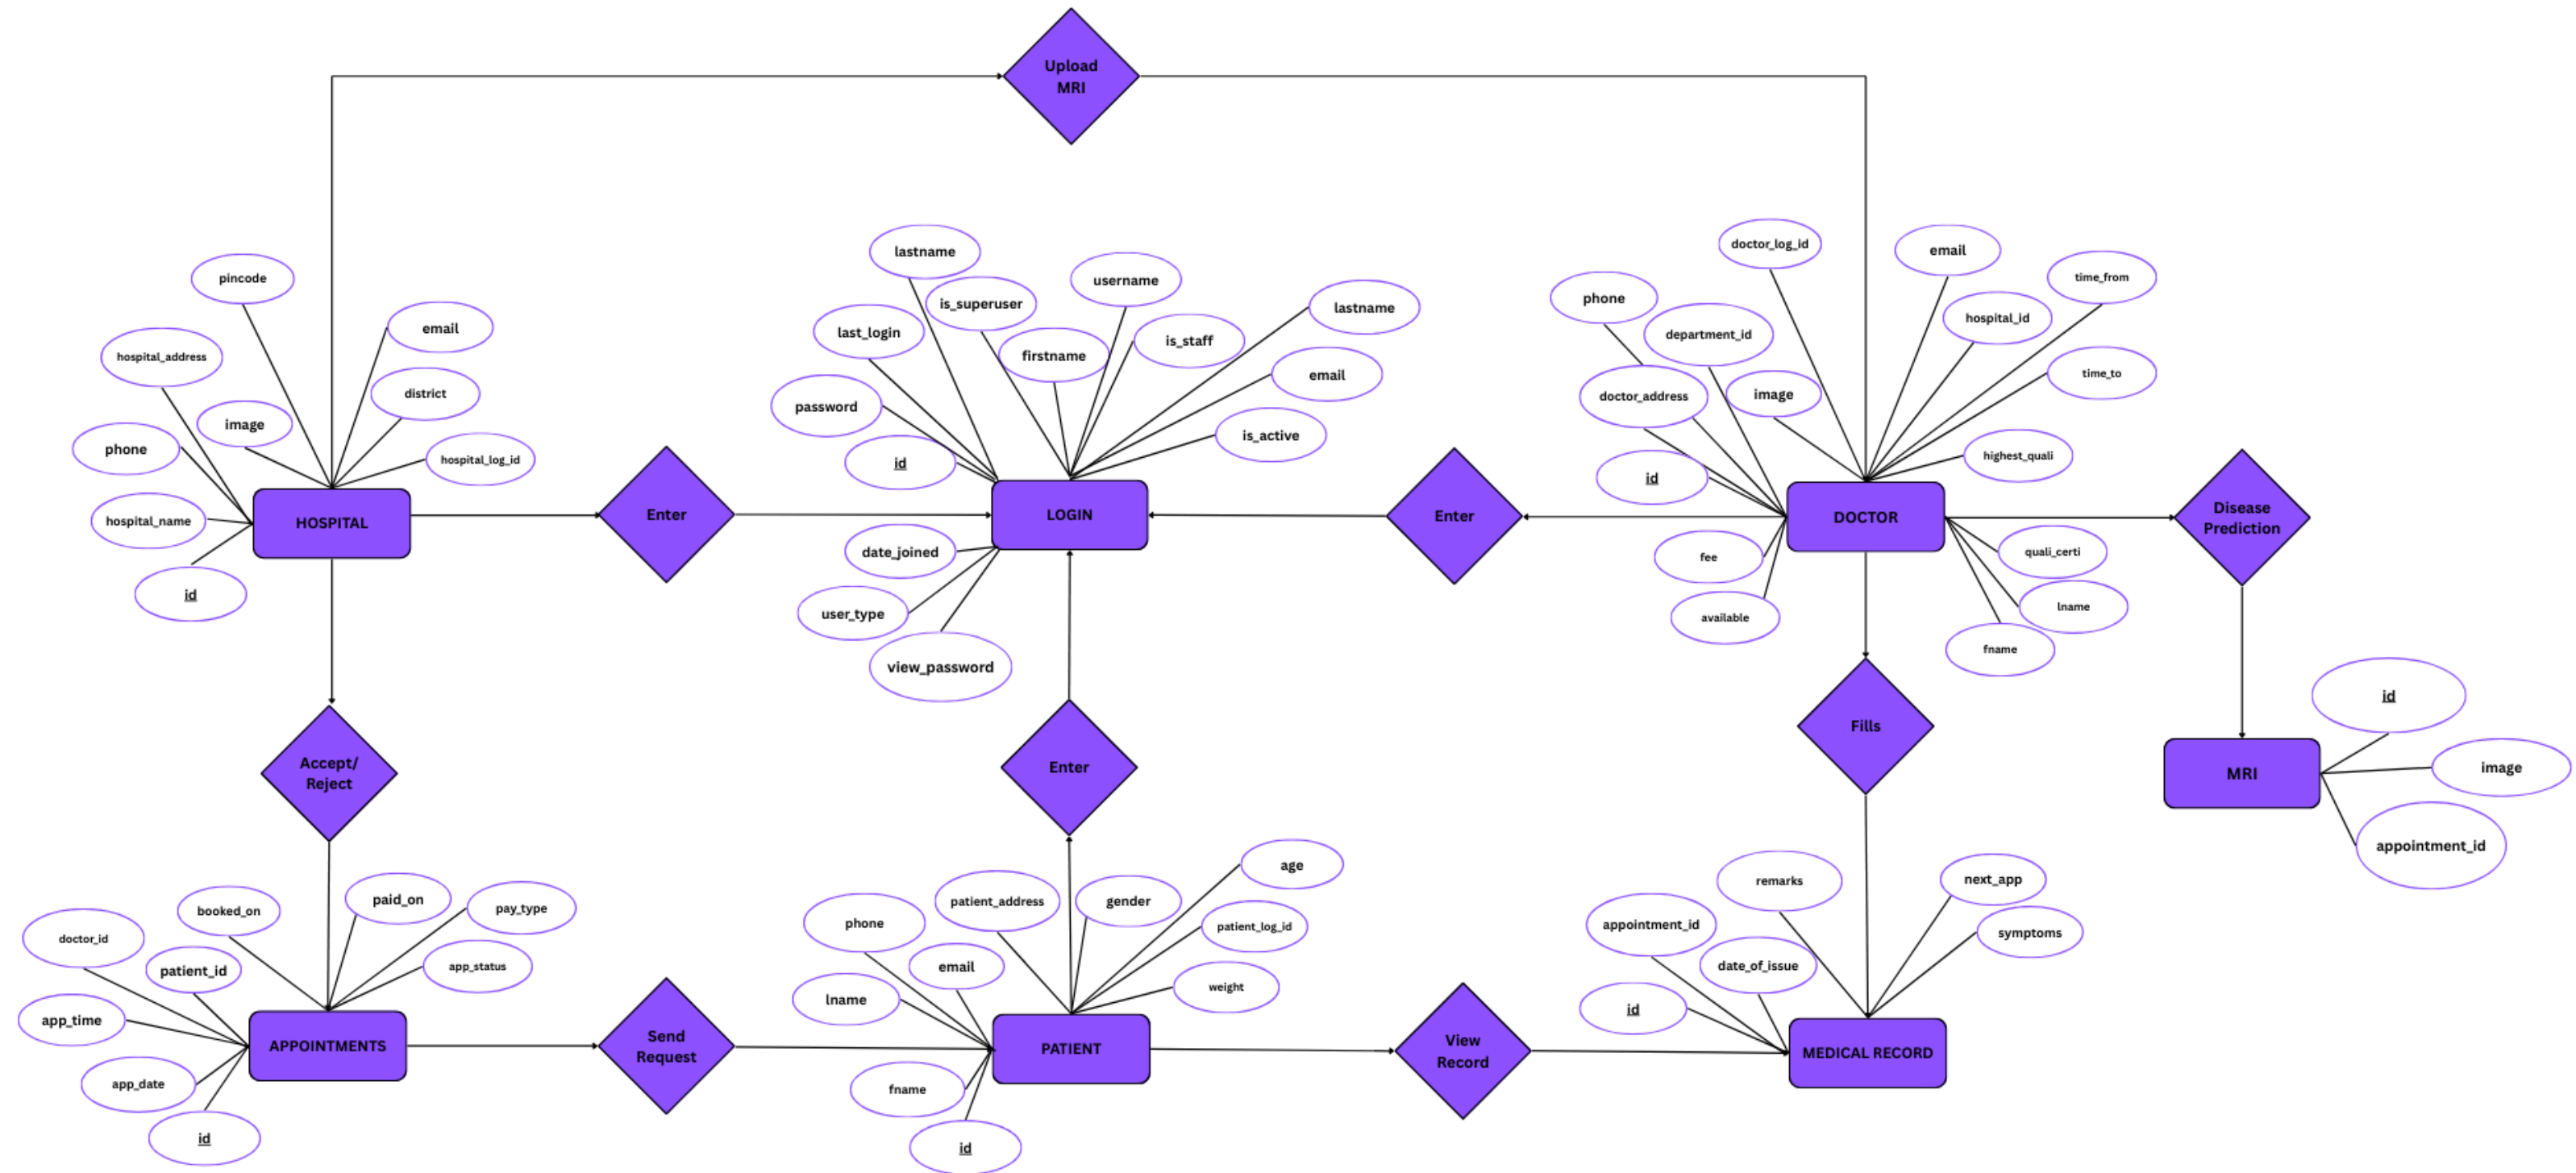 Upload
MRI
pincode
email
hospital_address
district
image
phone
hospital_log_id
hospital_name
HOSPITAL
id
Enter
lastname
is_superuser
username
lastname
last_login
firstname
is_staff
email
password
is_active
id
LOGIN
date_joined
user_type
view_password
Enter
doctor_log_id
email
time_from
phone
department_id
hospital_id
doctor_address
image
time_to
highest_quali
id
DOCTOR
fee
available
quali_certi
lname
fname
Disease
Prediction
Accept/
Reject
Enter
Fills
id
MRI
image
appointment_id
doctor_id
booked_on
paid_on
pay_type
patient_id
app_status
app_time
APPOINTMENTS
app_date
id
Send
Request
age
patient_address
gender
phone
patient_log_id
email
lname
weight
PATIENT
fname
id
View
Record
remarks
next_app
appointment_id
symptoms
date_of_issue
id
MEDICAL RECORD